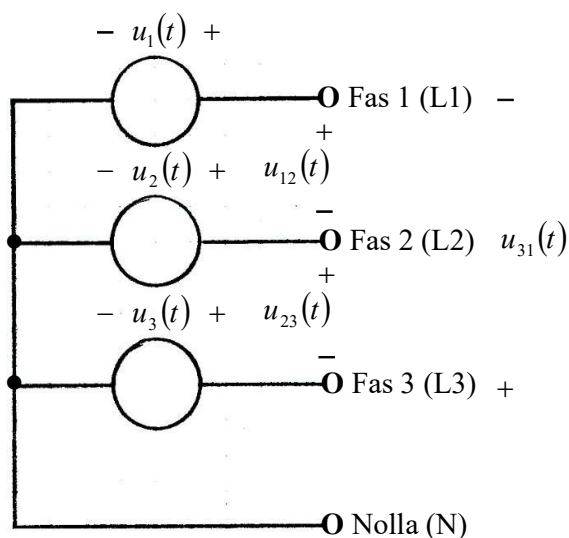 − u₁(t) +
O Fas 1 (L1) −
+
− u₂(t) + u₁₂(t)
−
O Fas 2 (L2) u₃₁(t)
+
− u₃(t) + u₂₃(t)
−
O Fas 3 (L3) +
O Nolla (N)